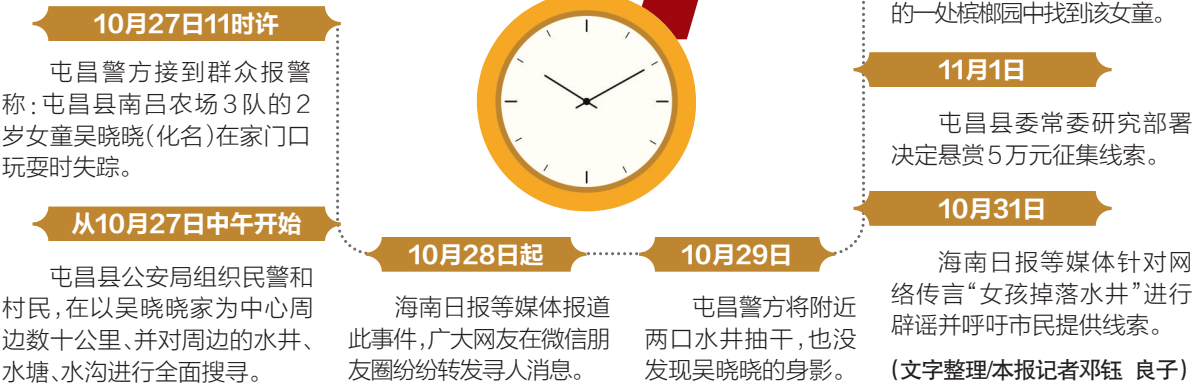 10月27日11时许
屯昌警方接到群众报警
称：屯昌县南吕农场3队的2
岁女童吴晓晓(化名)在家门口
玩耍时失踪。
从10月27日中午开始
屯昌县公安局组织民警和
村民，在以吴晓晓家为中心周
边数十公里、并对周边的水井、
水塘、水沟进行全面搜寻。
10月28日起
海南日报等媒体报道
此事件，广大网友在微信朋
友圈纷纷转发寻人消息。
10月29日
屯昌警方将附近
两口水井抽干，也没
发现吴晓晓的身影。
10月31日
海南日报等媒体针对网
络传言“女孩掉落水井”进行
辟谣并呼吁市民提供线索。
11月1日
屯昌县委常委研究部署
决定悬赏5万元征集线索。
的一处槟榔园中找到该女童。
(文字整理/本报记者邓钰 良子)